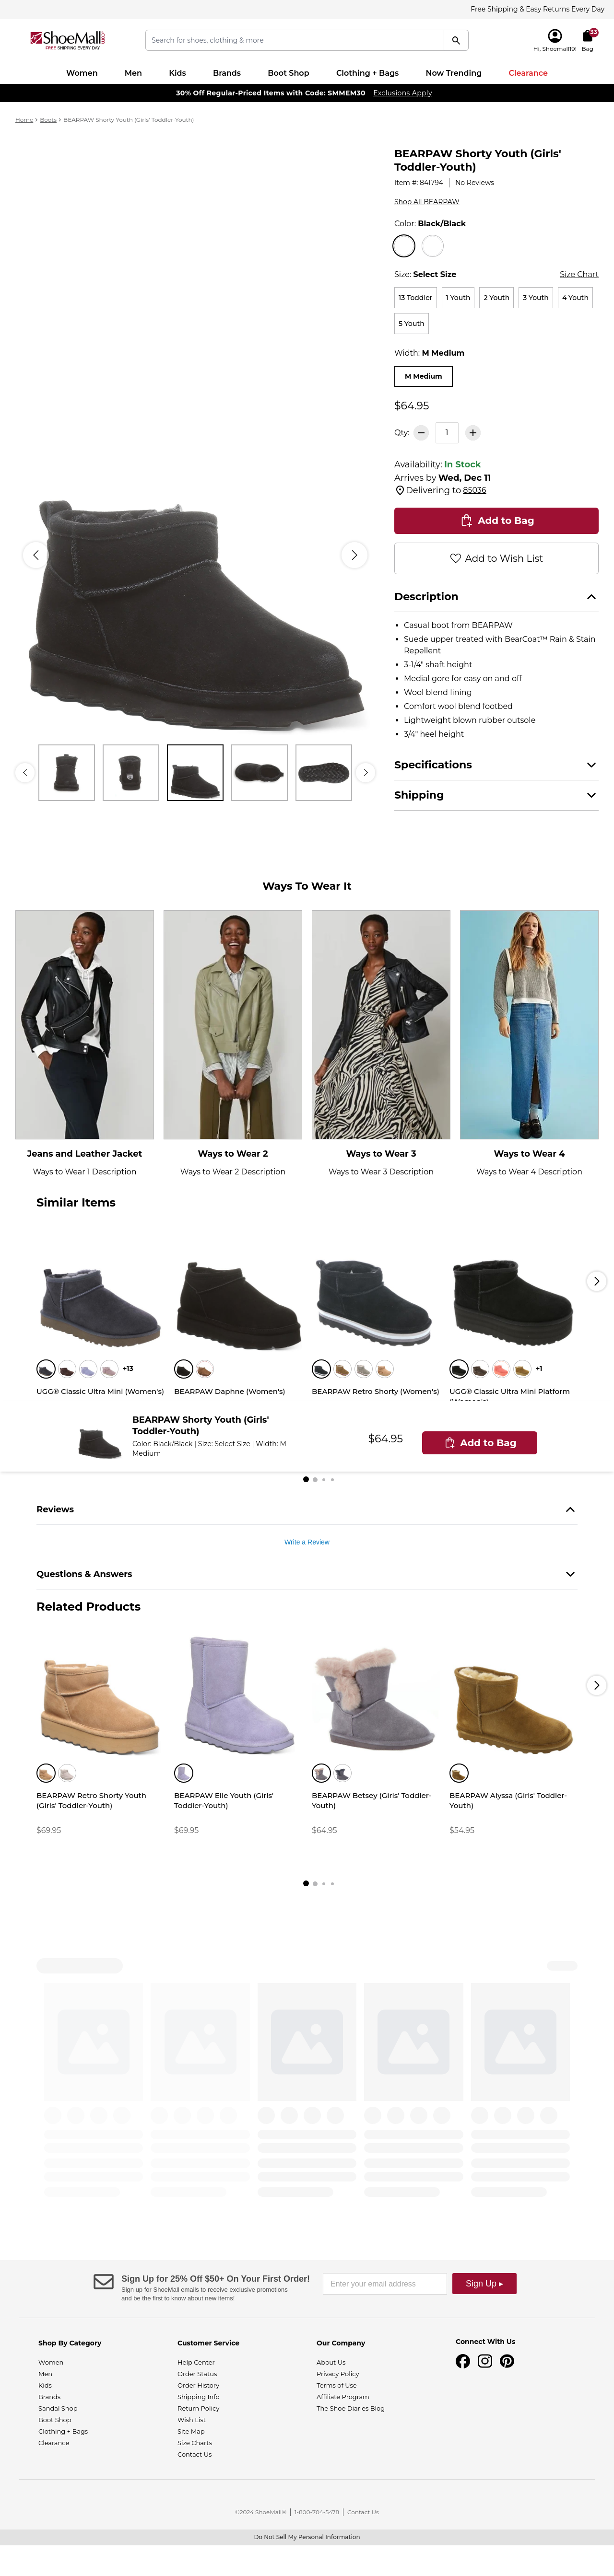 Free Shipping & Easy Returns Every Day
ShoeMall
FREE SHIPPING EVERY DAY
Search for shoes, clothing & more
Hi, Shoemall19!
33
Bag
Women Men Kids Brands Boot Shop Clothing + Bags Now Trending Clearance
30% Off Regular-Priced Items with Code: SMMEM30 Exclusions Apply
Home > Boots > BEARPAW Shorty Youth (Girls' Toddler-Youth)
BEARPAW Shorty Youth (Girls'
Toddler-Youth)
Item #: 841794 No Reviews
Shop All BEARPAW
Color: Black/Black
Size: Select Size Size Chart
13 Toddler 1 Youth 2 Youth 3 Youth 4 Youth
5 Youth
Width: M Medium
M Medium
$64.95
Qty: 1
Availability: In Stock
Arrives by Wed, Dec 11
Delivering to 85036
Add to Bag
Add to Wish List
Description
• Casual boot from BEARPAW
• Suede upper treated with BearCoat™ Rain & Stain
Repellent
• 3-1/4" shaft height
• Medial gore for easy on and off
• Wool blend lining
• Comfort wool blend footbed
• Lightweight blown rubber outsole
• 3/4" heel height
Specifications
Shipping
Ways To Wear It
Jeans and Leather Jacket Ways to Wear 2 Ways to Wear 3 Ways to Wear 4
Ways to Wear 1 Description Ways to Wear 2 Description Ways to Wear 3 Description Ways to Wear 4 Description
Similar Items
+13 +1
UGG® Classic Ultra Mini (Women's) BEARPAW Daphne (Women's) BEARPAW Retro Shorty (Women's) UGG® Classic Ultra Mini Platform
BEARPAW Shorty Youth (Girls'
Toddler-Youth)
Color: Black/Black | Size: Select Size | Width: M
Medium
$64.95
Add to Bag
Reviews
Write a Review
Questions & Answers
Related Products
BEARPAW Retro Shorty Youth
(Girls' Toddler-Youth)
$69.95
BEARPAW Elle Youth (Girls'
Toddler-Youth)
$69.95
BEARPAW Betsey (Girls' Toddler-
Youth)
$64.95
BEARPAW Alyssa (Girls' Toddler-
Youth)
$54.95
Sign Up for 25% Off $50+ On Your First Order!
Sign up for ShoeMall emails to receive exclusive promotions
and be the first to know about new items!
Enter your email address
Sign Up ▸
Shop By Category
Women
Men
Kids
Brands
Sandal Shop
Boot Shop
Clothing + Bags
Clearance
Customer Service
Help Center
Order Status
Order History
Shipping Info
Return Policy
Wish List
Site Map
Size Charts
Contact Us
Our Company
About Us
Privacy Policy
Terms of Use
Affiliate Program
The Shoe Diaries Blog
Connect With Us
©2024 ShoeMall® | 1-800-704-5478 | Contact Us
Do Not Sell My Personal Information